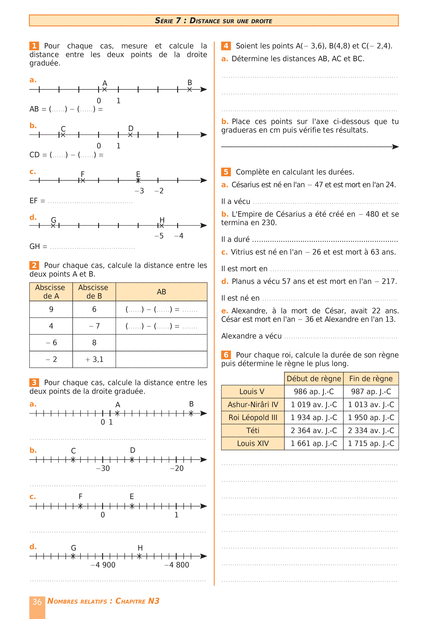 SÉRIE 7 : DISTANCE SUR UNE DROITE
1 Pour chaque cas, mesure et calcule la
distance entre les deux points de la droite
graduée.
a.
A B
0 1
AB = (......) − (......) =
b.
C D
0 1
CD = (......) − (......) =
c.
F E
−3 −2
EF = ........................................
d.
G H
−5 −4
GH = ........................................
2 Pour chaque cas, calcule la distance entre les
deux points A et B.
Abscisse de A Abscisse de B AB
9 6 (......) − (......) = .......
4 − 7 (......) − (......) = .......
− 6 8
− 2 + 3,1
3 Pour chaque cas, calcule la distance entre les
deux points de la droite graduée.
a.
A B
0 1
b.
C D
−30 −20
c.
F E
0 1
d.
G H
−4 900 −4 800
4 Soient les points A(− 3,6), B(4,8) et C(− 2,4).
a. Détermine les distances AB, AC et BC.
b. Place ces points sur l'axe ci-dessous que tu
gradueras en cm puis vérifie tes résultats.
5 Complète en calculant les durées.
a. Césarius est né en l'an − 47 et est mort en l'an 24.
Il a vécu ........................................
b. L'Empire de Césarius a été créé en − 480 et se
termina en 230.
Il a duré ........................................
c. Vitrius est né en l'an − 26 et est mort à 63 ans.
Il est mort en ........................................
d. Planus a vécu 57 ans et est mort en l'an − 217.
Il est né en ........................................
e. Alexandre, à la mort de César, avait 22 ans.
César est mort en l'an − 36 et Alexandre en l'an 13.
Alexandre a vécu ........................................
6 Pour chaque roi, calcule la durée de son règne
puis détermine le règne le plus long.
Début de règne Fin de règne
Louis V 986 ap. J.-C 987 ap. J.-C
Ashur-Nirâri IV 1 019 av. J.-C 1 013 av. J.-C
Roi Léopold III 1 934 ap. J.-C 1 950 ap. J.-C
Téti 2 364 av. J.-C 2 334 av. J.-C
Louis XIV 1 661 ap. J.-C 1 715 ap. J.-C
36 NOMBRES RELATIFS : CHAPITRE N3